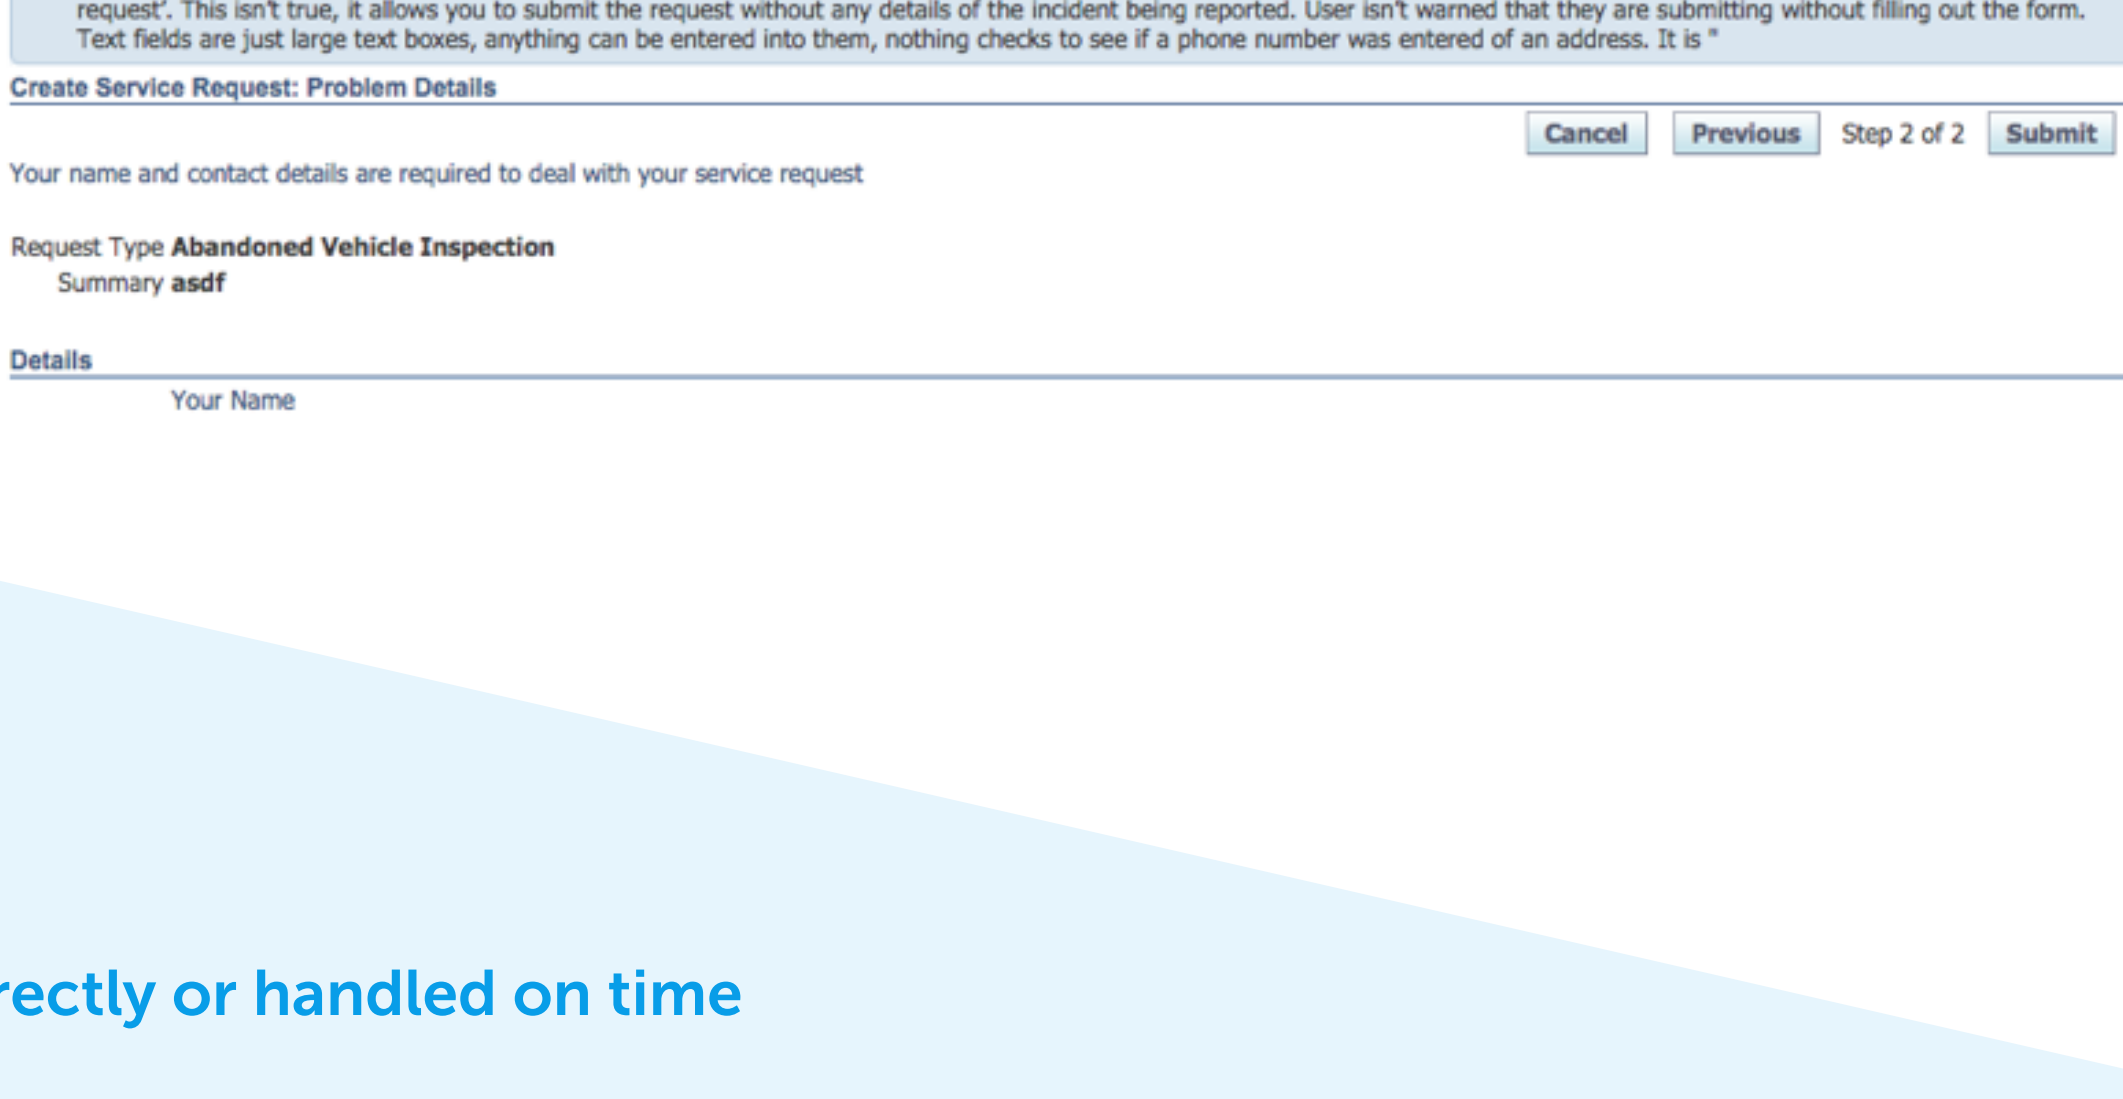 request'. This isn't true, it allows you to submit the request without any details of the incident being reported. User isn't warned that they are submitting without filling out the form.
Text fields are just large text boxes, anything can be entered into them, nothing checks to see if a phone number was entered of an address. It is "
Create Service Request: Problem Details
Cancel Previous Step 2 of 2 Submit
Your name and contact details are required to deal with your service request
Request Type Abandoned Vehicle Inspection
Summary asdf
Details
Your Name
rectly or handled on time